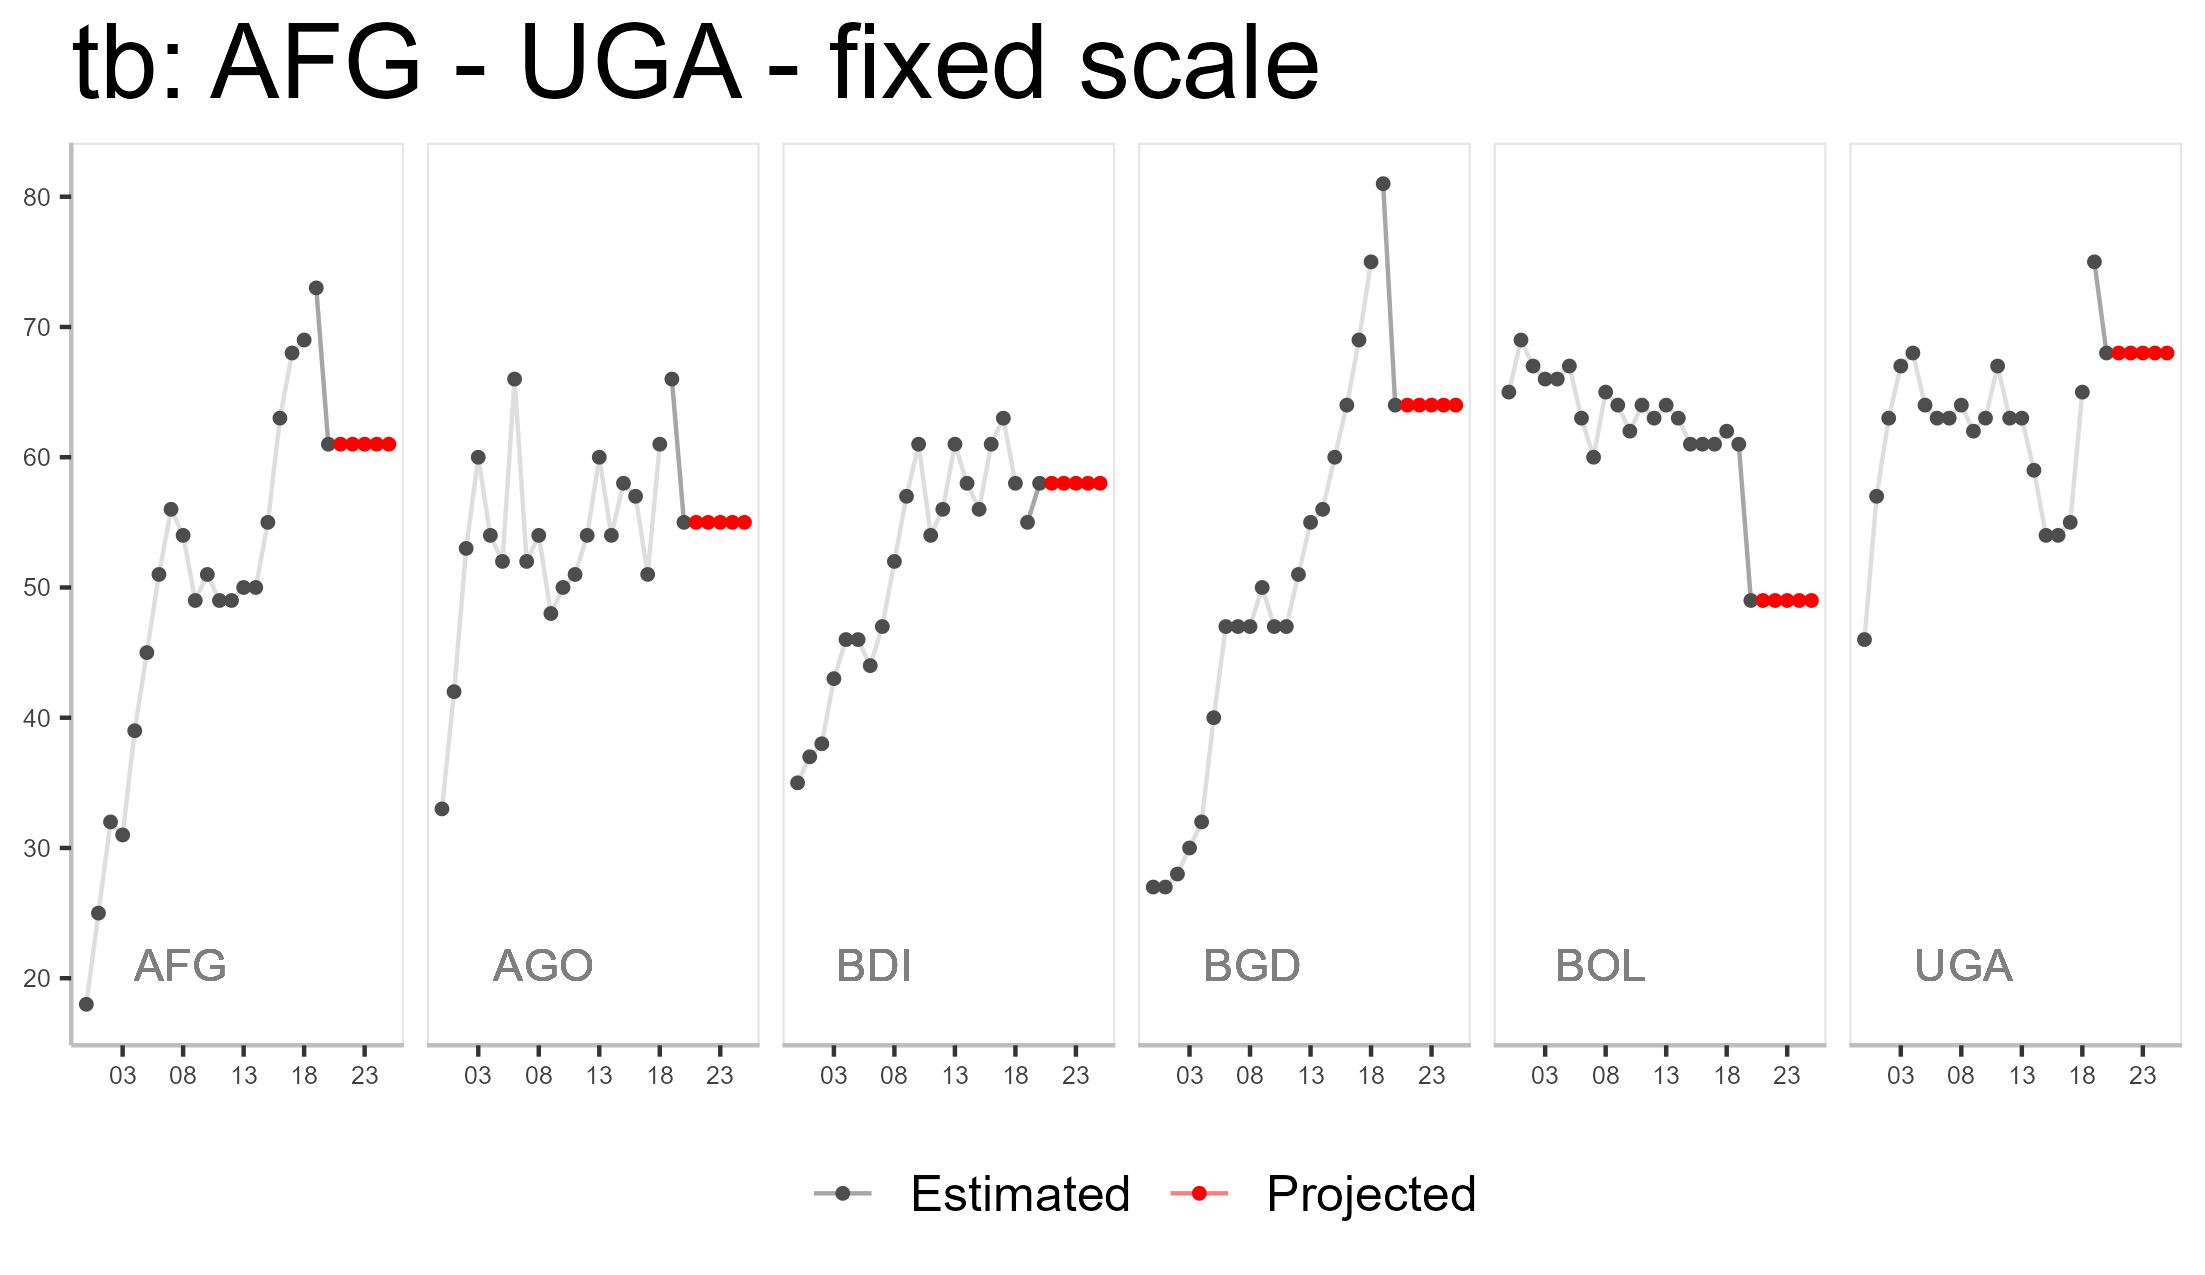 tb: AFG - UGA - fixed scale
80
70
60
50
40
30
20
AFG
AGO
BDI
BGD
BOL
UGA
03 08 13 18 23 03 08 13 18 23 03 08 13 18 23 03 08 13 18 23 03 08 13 18 23 03 08 13 18 23
Estimated Projected